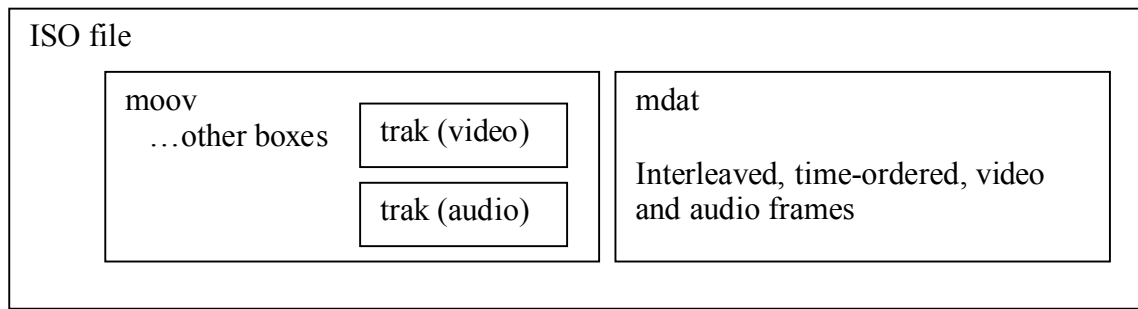 ISO file
moov
…other boxes
trak (video)
trak (audio)
mdat
Interleaved, time-ordered, video
and audio frames